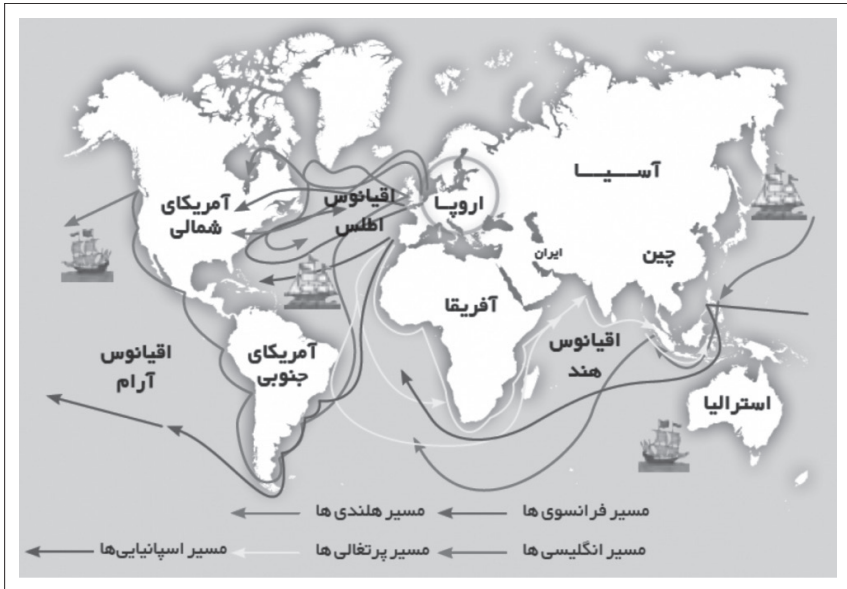 آسـیـا
اروپا
اقیانوس
اطلس
آمریکای
شمالی
ایران
چین
آفریقا
اقیانوس
هند
آمریکای
جنوبی
اقیانوس
آرام
استرالیا
مسیر فرانسوی ها
مسیر هلندی ها
مسیر انگلیسی ها
مسیر پرتغالی ها
مسیر اسپانیایی‌ها